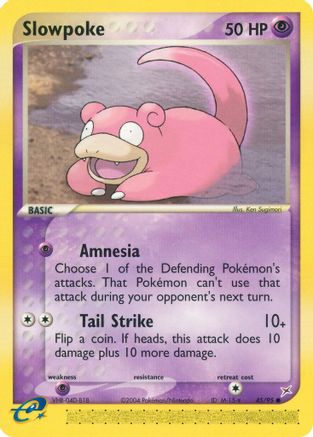 Slowpoke 50 HP
BASIC
Illus. Ken Sugimori
Amnesia
Choose 1 of the Defending Pokémon's
attacks. That Pokémon can't use that
attack during your opponent's next turn.
Tail Strike 10+
Flip a coin. If heads, this attack does 10
damage plus 10 more damage.
weakness resistance retreat cost
©2004 Pokémon/Nintendo
45/95
e